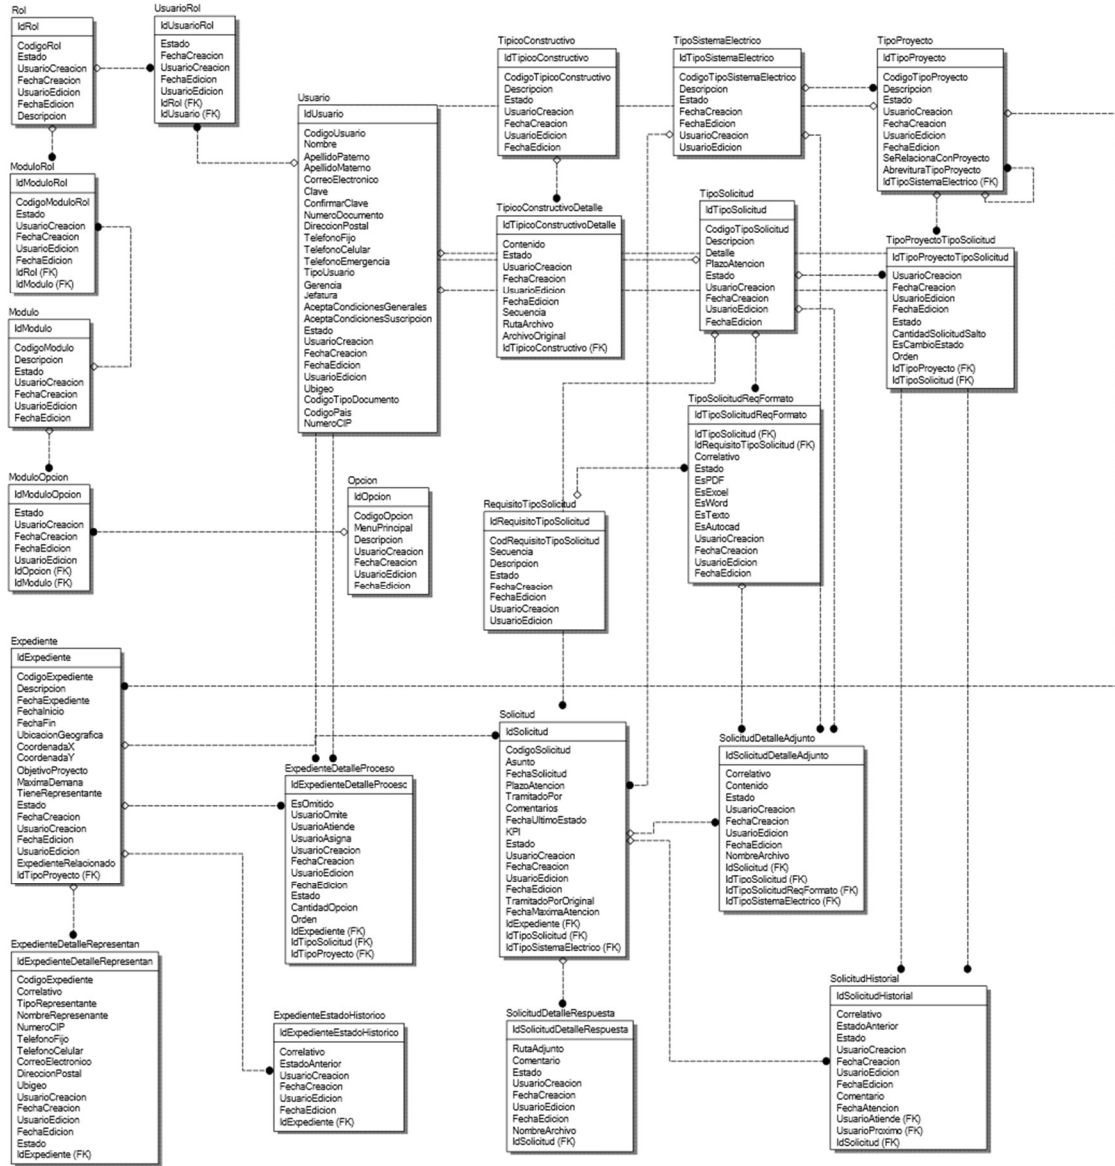 Rol
IdRol
CodigoRol
Estado
UsuarioCreacion
FechaCreacion
UsuarioEdicion
FechaEdicion
Descripcion
UsuarioRol
IdUsuarioRol
Estado
FechaCreacion
UsuarioCreacion
FechaEdicion
UsuarioEdicion
IdRol (FK)
IdUsuario (FK)
ModuloRol
IdModuloRol
CodigoModuloRol
Estado
UsuarioCreacion
FechaCreacion
UsuarioEdicion
FechaEdicion
IdRol (FK)
IdModulo (FK)
Modulo
IdModulo
CodigoModulo
Descripcion
Estado
UsuarioCreacion
FechaCreacion
UsuarioEdicion
FechaEdicion
ModuloOpcion
IdModuloOpcion
Estado
UsuarioCreacion
FechaCreacion
FechaEdicion
UsuarioEdicion
IdOpcion (FK)
IdModulo (FK)
Usuario
IdUsuario
CodigoUsuario
Nombre
ApellidoPaterno
ApellidoMaterno
CorreoElectronico
Clave
ConfirmarClave
NumeroDocumento
DireccionPostal
TelefonoFijo
TelefonoCelular
TelefonoEmergencia
TipoUsuario
Gerencia
Jefatura
AceptaCondicionesGenerales
AceptaCondicionesSuscripcion
Estado
UsuarioCreacion
FechaCreacion
FechaEdicion
UsuarioEdicion
Ubigeo
CodigoTipoDocumento
CodigoPais
NumeroCIP
Opcion
IdOpcion
CodigoOpcion
MenuPrincipal
Descripcion
UsuarioCreacion
FechaCreacion
UsuarioEdicion
FechaEdicion
TipicoConstructivo
IdTipicoConstructivo
CodigoTipicoConstructivo
Descripcion
Estado
UsuarioCreacion
FechaCreacion
UsuarioEdicion
FechaEdicion
TipicoConstructivoDetalle
IdTipicoConstructivoDetalle
Contenido
Estado
UsuarioCreacion
FechaCreacion
UsuarioEdicion
FechaEdicion
Secuencia
RutaArchivo
ArchivoOriginal
IdTipicoConstructivo (FK)
TipoSistemaElectrico
IdTipoSistemaElectrico
CodigoTipoSistemaElectrico
Descripcion
Estado
FechaCreacion
FechaEdicion
UsuarioCreacion
UsuarioEdicion
TipoSolicitud
IdTipoSolicitud
CodigoTipoSolicitud
Descripcion
Detalle
PlazoAtencion
Estado
UsuarioCreacion
FechaCreacion
UsuarioEdicion
FechaEdicion
TipoProyecto
IdTipoProyecto
CodigoTipoProyecto
Descripcion
Estado
UsuarioCreacion
FechaCreacion
UsuarioEdicion
FechaEdicion
SeRelacionaConProyecto
AbrevituraTipoProyecto
IdTipoSistemaElectrico (FK)
TipoProyectoTipoSolicitud
IdTipoProyectoTipoSolicitud
UsuarioCreacion
FechaCreacion
UsuarioEdicion
FechaEdicion
Estado
CantidadSolicitudSalto
EsCambioEstado
Orden
IdTipoProyecto (FK)
IdTipoSolicitud (FK)
TipoSolicitudReqFormato
IdTipoSolicitudReqFormato
IdTipoSolicitud (FK)
IdRequisitoTipoSolicitud (FK)
Correlativo
Estado
EsPDF
EsExcel
EsWord
EsTexto
EsAutocad
UsuarioCreacion
FechaCreacion
UsuarioEdicion
FechaEdicion
RequisitoTipoSolicitud
IdRequisitoTipoSolicitud
CodRequisitoTipoSolicitud
Secuencia
Descripcion
Estado
FechaCreacion
FechaEdicion
UsuarioCreacion
UsuarioEdicion
Expediente
IdExpediente
CodigoExpediente
Descripcion
FechaExpediente
FechaInicio
FechaFin
UbicacionGeografica
CoordenadaX
CoordenadaY
ObjetivoProyecto
MaximaDemana
TieneRepresentante
Estado
FechaCreacion
UsuarioCreacion
FechaEdicion
UsuarioEdicion
ExpedienteRelacionado
IdTipoProyecto (FK)
ExpedienteDetalleProceso
IdExpedienteDetalleProcesc
EsOmitido
UsuarioOmite
UsuarioAtiende
UsuarioAsigna
UsuarioCreacion
FechaCreacion
UsuarioEdicion
FechaEdicion
Estado
CantidadOpcion
Orden
IdExpediente (FK)
IdTipoSolicitud (FK)
IdTipoProyecto (FK)
Solicitud
IdSolicitud
CodigoSolicitud
Asunto
FechaSolicitud
PlazoAtencion
TramitadoPor
Comentarios
FechaUltimoEstado
KPI
Estado
UsuarioCreacion
FechaCreacion
UsuarioEdicion
FechaEdicion
TramitadoPorOriginal
FechaMaximaAtencion
IdExpediente (FK)
IdTipoSolicitud (FK)
IdTipoSistemaElectrico (FK)
SolicitudDetalleAdjunto
IdSolicitudDetalleAdjunto
Correlativo
Contenido
Estado
UsuarioCreacion
FechaCreacion
UsuarioEdicion
FechaEdicion
NombreArchivo
IdSolicitud (FK)
IdTipoSolicitud (FK)
IdTipoSolicitudReqFormato (FK)
IdTipoSistemaElectrico (FK)
ExpedienteDetalleRepresentan
IdExpedienteDetalleRepresentan
CodigoExpediente
Correlativo
TipoRepresentante
NombreRepresenante
NumeroCIP
TelefonoFijo
TelefonoCelular
CorreoElectronico
DireccionPostal
Ubigeo
UsuarioCreacion
FechaCreacion
UsuarioEdicion
FechaEdicion
Estado
IdExpediente (FK)
ExpedienteEstadoHistorico
IdExpedienteEstadoHistorico
Correlativo
EstadoAnterior
UsuarioCreacion
FechaCreacion
UsuarioEdicion
FechaEdicion
IdExpediente (FK)
SolicitudDetalleRespuesta
IdSolicitudDetalleRespuesta
RutaAdjunto
Comentario
Estado
UsuarioCreacion
FechaCreacion
UsuarioEdicion
FechaEdicion
NombreArchivo
IdSolicitud (FK)
SolicitudHistorial
IdSolicitudHistorial
Correlativo
EstadoAnterior
Estado
UsuarioCreacion
FechaCreacion
UsuarioEdicion
FechaEdicion
Comentario
FechaAtencion
UsuarioAtiende (FK)
UsuarioProximo (FK)
IdSolicitud (FK)